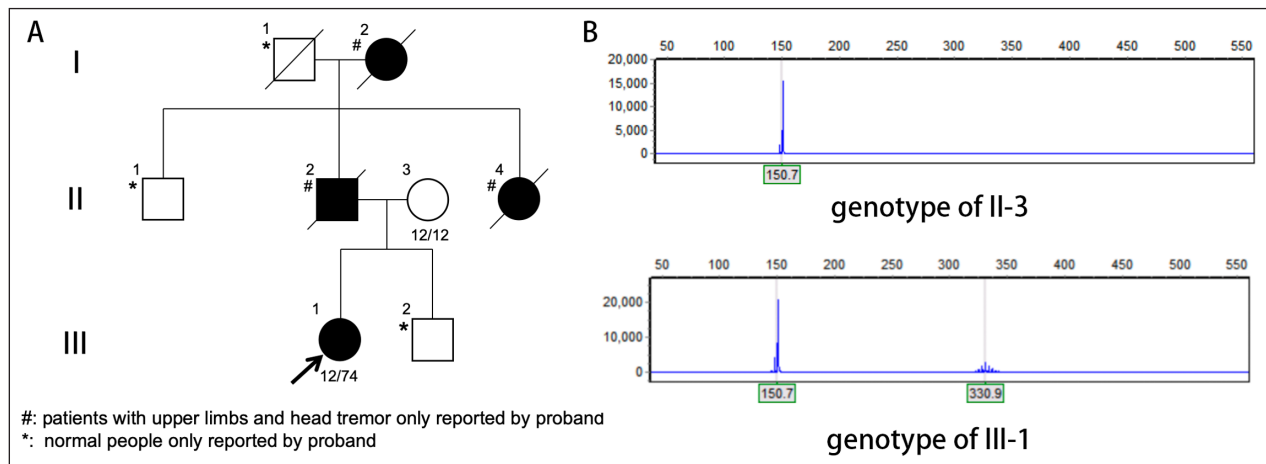 A
I
1
*
2
#
II
1
*
2
#
3
12/12
4
#
III
1
12/74
2
*
#: patients with upper limbs and head tremor only reported by proband
*: normal people only reported by proband
B
50 100 150 200 250 300 350 400 450 500 550
20,000
15,000
10,000
5,000
0
150.7
genotype of II-3
50 100 150 200 250 300 350 400 450 500 550
20,000
10,000
0
150.7 330.9
genotype of III-1